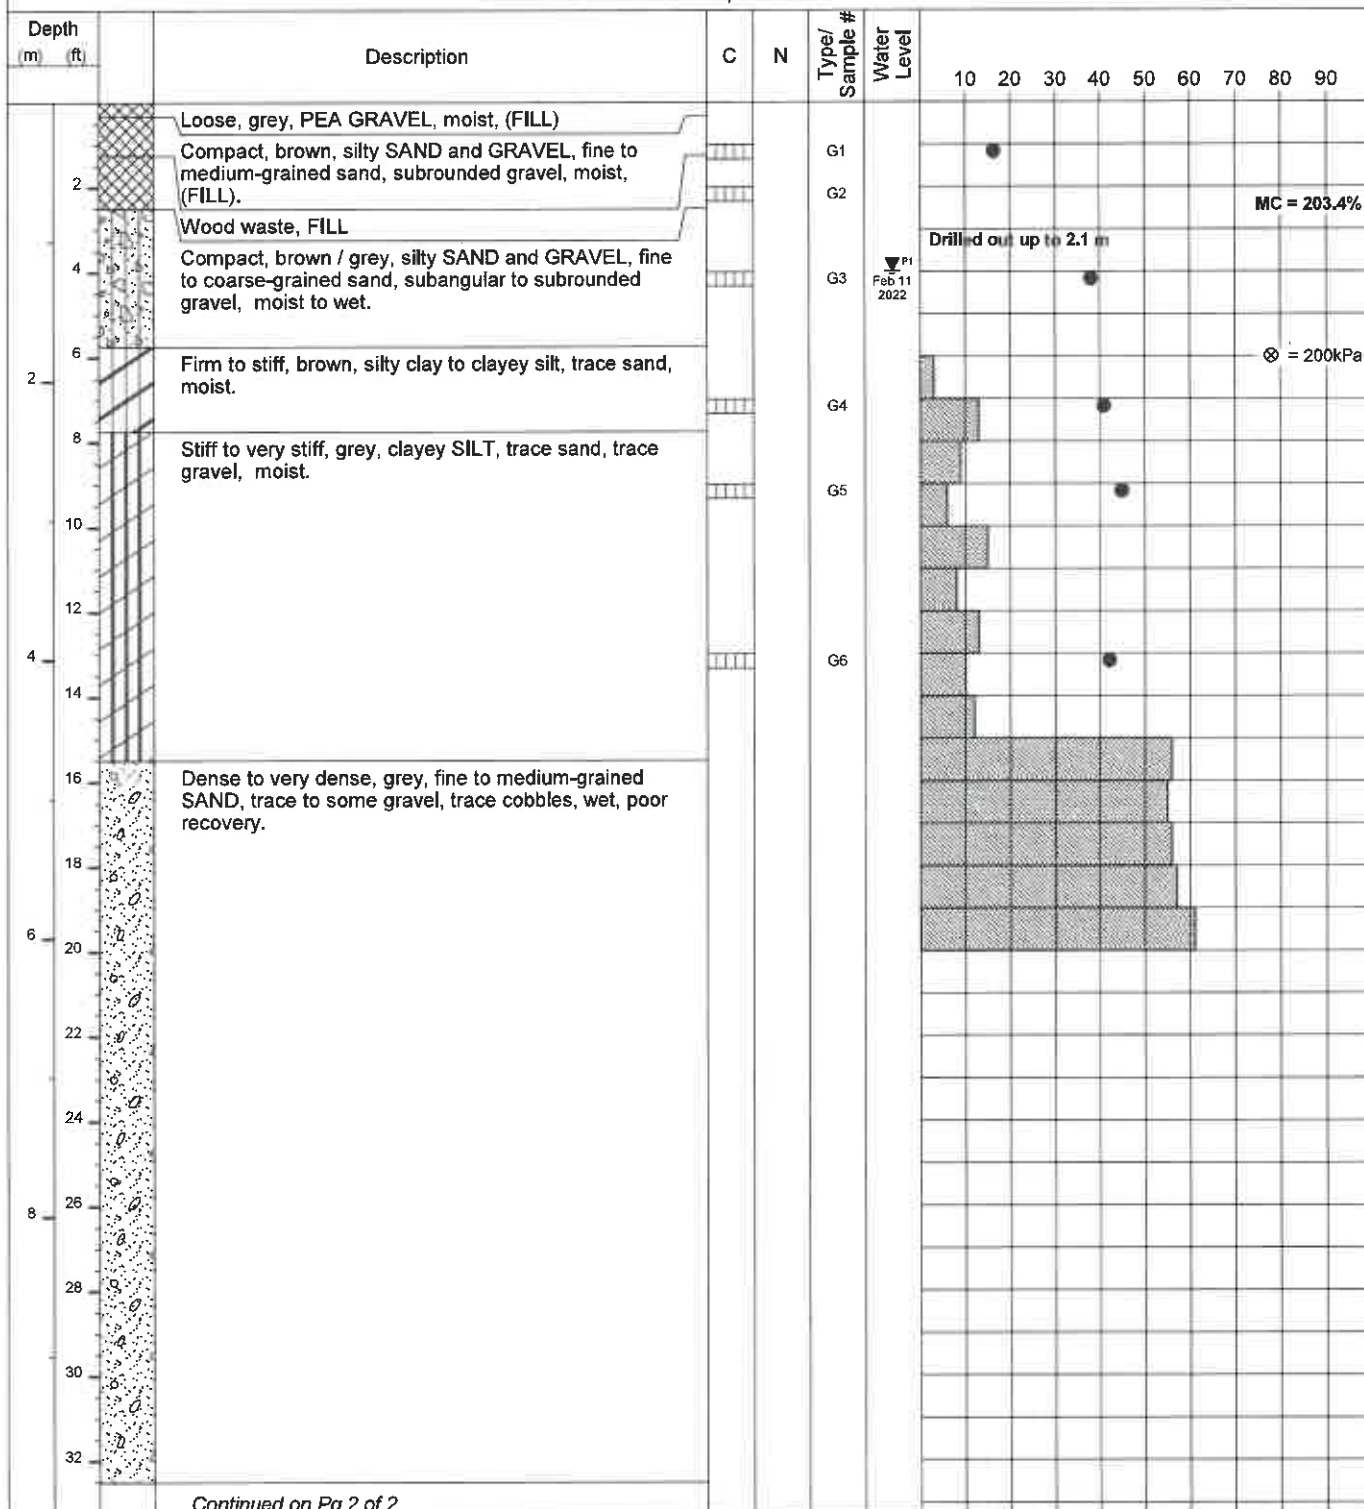 Depth
(m) (ft)
Description
C
N
Type/
Sample #
Water
Level
10 20 30 40 50 60 70 80 90
Loose, grey, PEA GRAVEL, moist, (FILL)
Compact, brown, silty SAND and GRAVEL, fine to
medium-grained sand, subrounded gravel, moist,
(FILL).
Wood waste, FILL
Compact, brown / grey, silty SAND and GRAVEL, fine
to coarse-grained sand, subangular to subrounded
gravel, moist to wet.
Firm to stiff, brown, silty clay to clayey silt, trace sand,
moist.
Stiff to very stiff, grey, clayey SILT, trace sand, trace
gravel, moist.
Dense to very dense, grey, fine to medium-grained
SAND, trace to some gravel, trace cobbles, wet, poor
recovery.
Continued on Pg 2 of 2
2
4
6
8
10
12
14
16
18
20
22
24
26
28
30
32
2
4
6
8
G1
G2
G3
G4
G5
G6
P1
Feb 11
2022
MC = 203.4%
Drilled out up to 2.1 m
⊗ = 200kPa